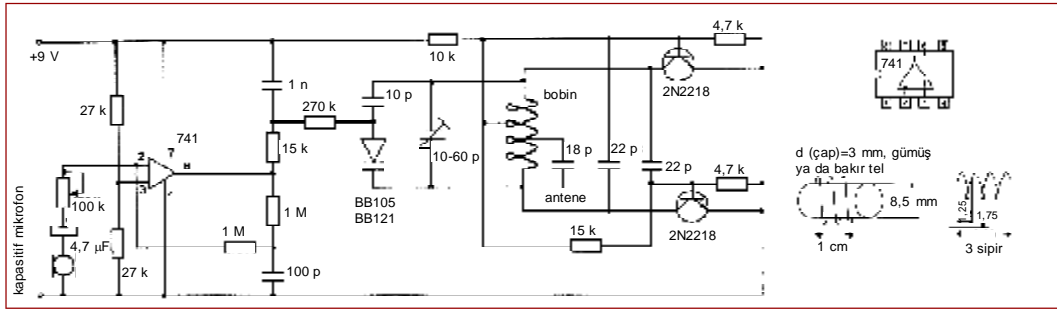 +9 V
27 k
100 k
4,7 µF
27 k
kapasitif mikrofon
741
2
7
3
1 n
270 k
15 k
1 M
1 M
100 p
10 p
BB105
BB121
10-60 p
10 k
bobin
18 p
antene
22 p
22 p
15 k
4,7 k
2N2218
4,7 k
2N2218
741
d (çap)=3 mm, gümüş
ya da bakır tel
8,5 mm
1 cm
1,25
1,75
3 sipir